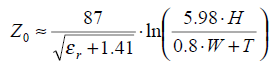 Z₀ ≈ 87 / √(εᵣ + 1.41) · ln(5.98 · H / (0.8 · W + T))